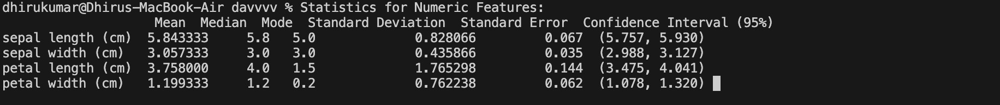 dhirukumar@Dhirus-MacBook-Air davvvv % Statistics for Numeric Features:
                    Mean  Median  Mode  Standard Deviation  Standard Error  Confidence Interval (95%)
sepal length (cm)  5.843333     5.8   5.0             0.828066         0.067  (5.757, 5.930)
sepal width (cm)   3.057333     3.0   3.0             0.435866         0.035  (2.988, 3.127)
petal length (cm)  3.758000     4.0   1.5             1.765298         0.144  (3.475, 4.041)
petal width (cm)   1.199333     1.2   0.2             0.762238         0.062  (1.078, 1.320)